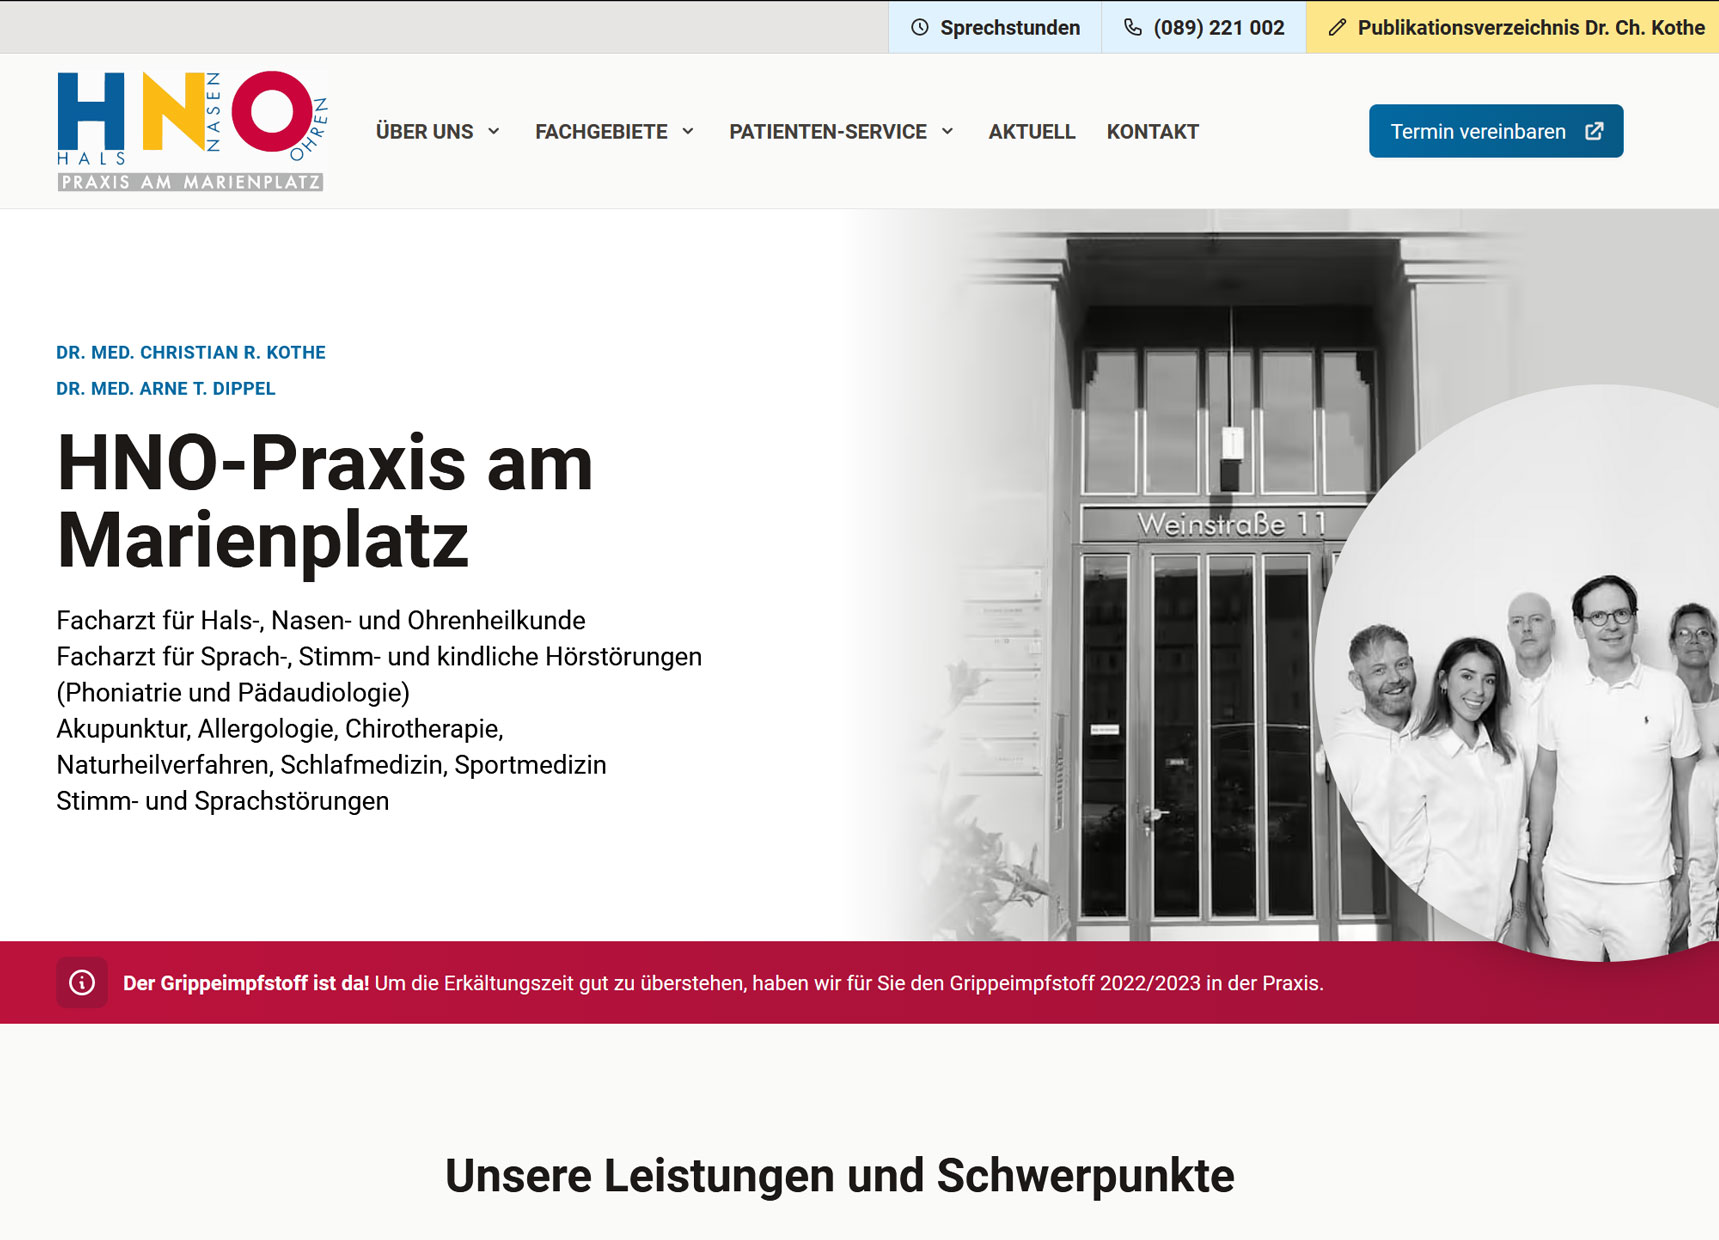 Sprechstunden
(089) 221 002
Publikationsverzeichnis Dr. Ch. Kothe
HNO
HALS
NASEN
OHREN
PRAXIS AM MARIENPLATZ
ÜBER UNS
FACHGEBIETE
PATIENTEN-SERVICE
AKTUELL
KONTAKT
Termin vereinbaren
DR. MED. CHRISTIAN R. KOTHE
DR. MED. ARNE T. DIPPEL
HNO-Praxis am
Marienplatz
Facharzt für Hals-, Nasen- und Ohrenheilkunde
Facharzt für Sprach-, Stimm- und kindliche Hörstörungen
(Phoniatrie und Pädaudiologie)
Akupunktur, Allergologie, Chirotherapie,
Naturheilverfahren, Schlafmedizin, Sportmedizin
Stimm- und Sprachstörungen
Weinstraße 11
Der Grippeimpfstoff ist da! Um die Erkältungszeit gut zu überstehen, haben wir für Sie den Grippeimpfstoff 2022/2023 in der Praxis.
Unsere Leistungen und Schwerpunkte